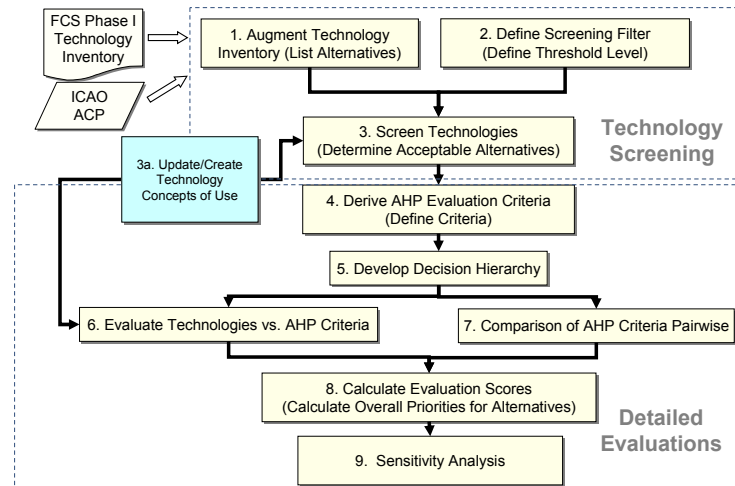 FCS Phase I
Technology
Inventory
ICAO
ACP
1. Augment Technology
Inventory (List Alternatives)
2. Define Screening Filter
(Define Threshold Level)
3. Screen Technologies
(Determine Acceptable Alternatives)
Technology
Screening
3a. Update/Create
Technology
Concepts of Use
4. Derive AHP Evaluation Criteria
(Define Criteria)
5. Develop Decision Hierarchy
6. Evaluate Technologies vs. AHP Criteria
7. Comparison of AHP Criteria Pairwise
8. Calculate Evaluation Scores
(Calculate Overall Priorities for Alternatives)
Detailed
Evaluations
9. Sensitivity Analysis